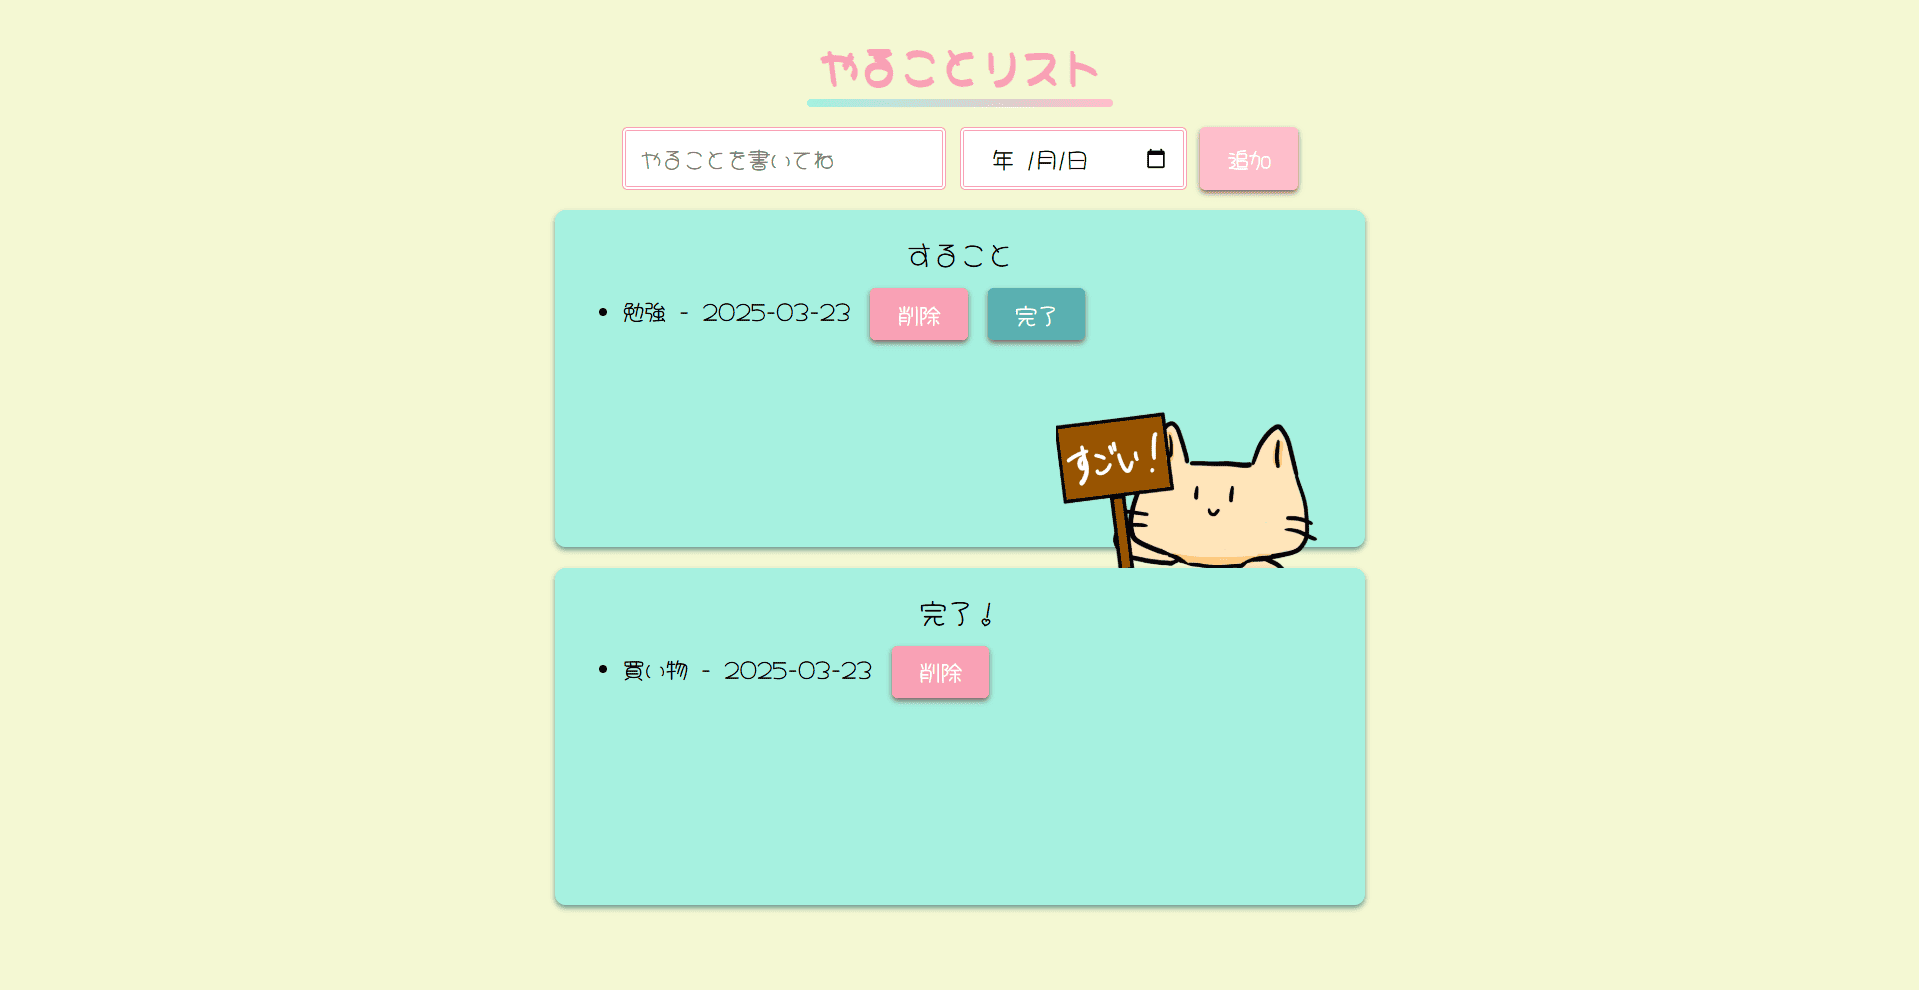 やることリスト
やることを書いてね 年 /月/日 追加
すること
勉強 - 2025-03-23 削除 完了
すごい!
完了!
買い物 - 2025-03-23 削除